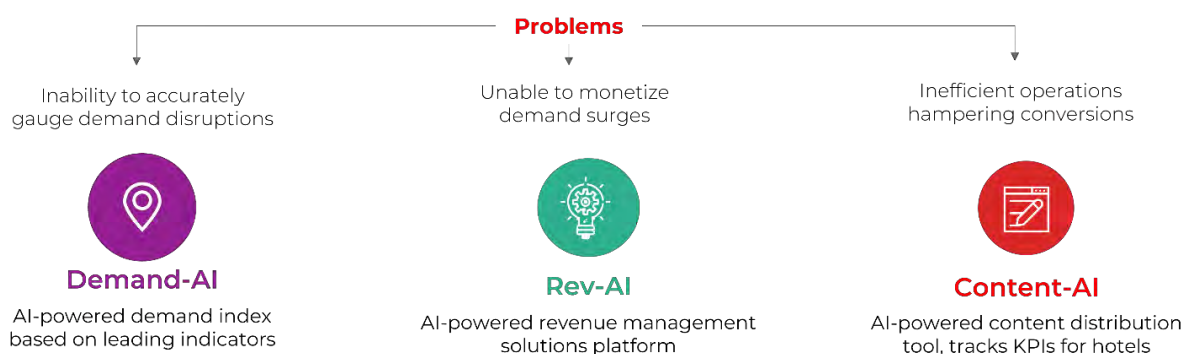 Problems
Inability to accurately
gauge demand disruptions
Unable to monetize
demand surges
Inefficient operations
hampering conversions
Demand-AI
AI-powered demand index
based on leading indicators
Rev-AI
AI-powered revenue management
solutions platform
Content-AI
AI-powered content distribution
tool, tracks KPIs for hotels